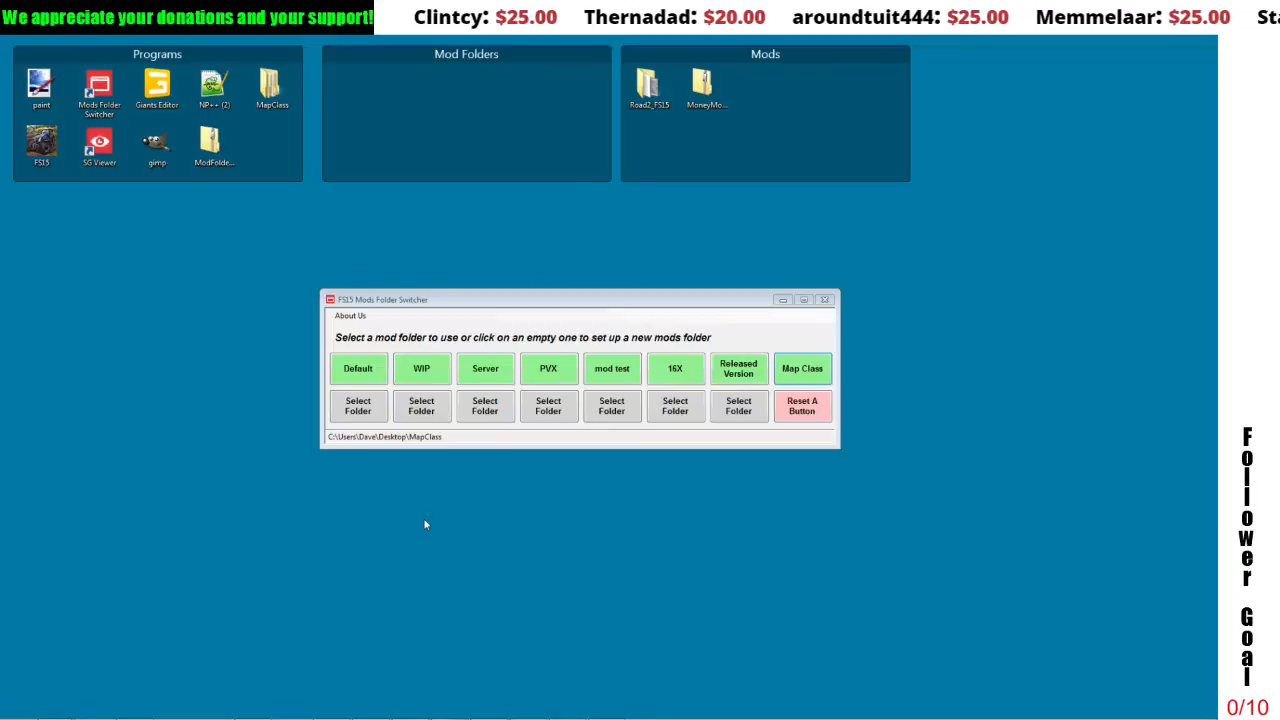 We appreciate your donations and your support!
Clintcy: $25.00 Thernadad: $20.00 aroundtuit444: $25.00 Memmelaar: $25.00 Sta
Programs
paint
Mods Folder Switcher
Giants Editor
NP++ (2)
MapClass
FS15
SG Viewer
gimp
ModFolde...
Mod Folders
Mods
Road2_FS15
MoneyMo...
FS15 Mods Folder Switcher
About Us
Select a mod folder to use or click on an empty one to set up a new mods folder
Default
WIP
Server
PVX
mod test
16X
Released Version
Map Class
Select Folder
Select Folder
Select Folder
Select Folder
Select Folder
Select Folder
Select Folder
Reset A Button
C:\Users\Dave\Desktop\MapClass
Follower Goal
0/10